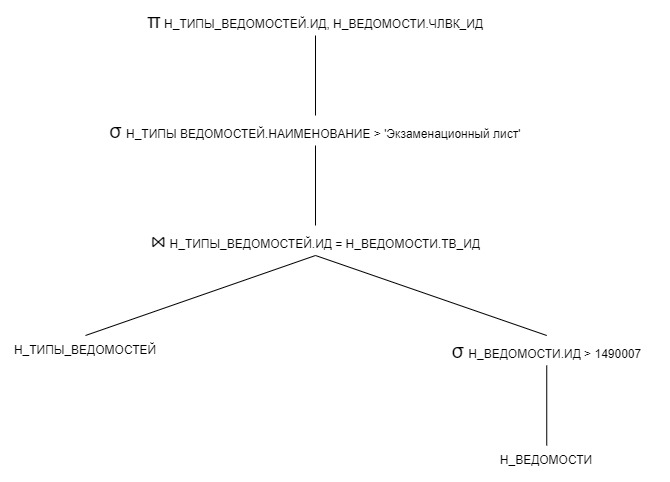 π Н_ТИПЫ_ВЕДОМОСТЕЙ.ИД, Н_ВЕДОМОСТИ.ЧЛВК_ИД
σ Н_ТИПЫ ВЕДОМОСТЕЙ.НАИМЕНОВАНИЕ > 'Экзаменационный лист'
⋈ Н_ТИПЫ_ВЕДОМОСТЕЙ.ИД = Н_ВЕДОМОСТИ.ТВ_ИД
Н_ТИПЫ_ВЕДОМОСТЕЙ
σ Н_ВЕДОМОСТИ.ИД > 1490007
Н_ВЕДОМОСТИ